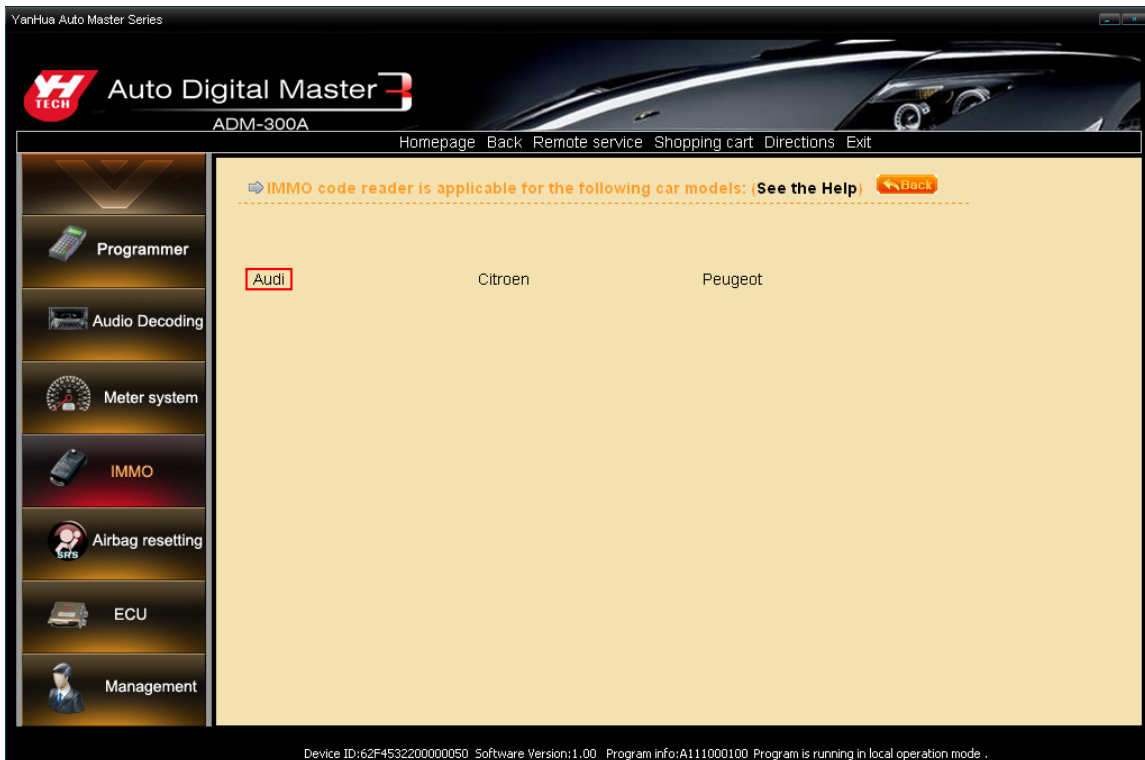 YanHua Auto Master Series
YH
TECH
Auto Digital Master 3
ADM-300A
Homepage Back Remote service Shopping cart Directions Exit
IMMO code reader is applicable for the following car models: (See the Help) Back
Programmer
Audi Citroen Peugeot
Audio Decoding
Meter system
IMMO
SRS
Airbag resetting
ECU
Management
Device ID:62F4532200000050 Software Version:1.00 Program info:A111000100 Program is running in local operation mode .